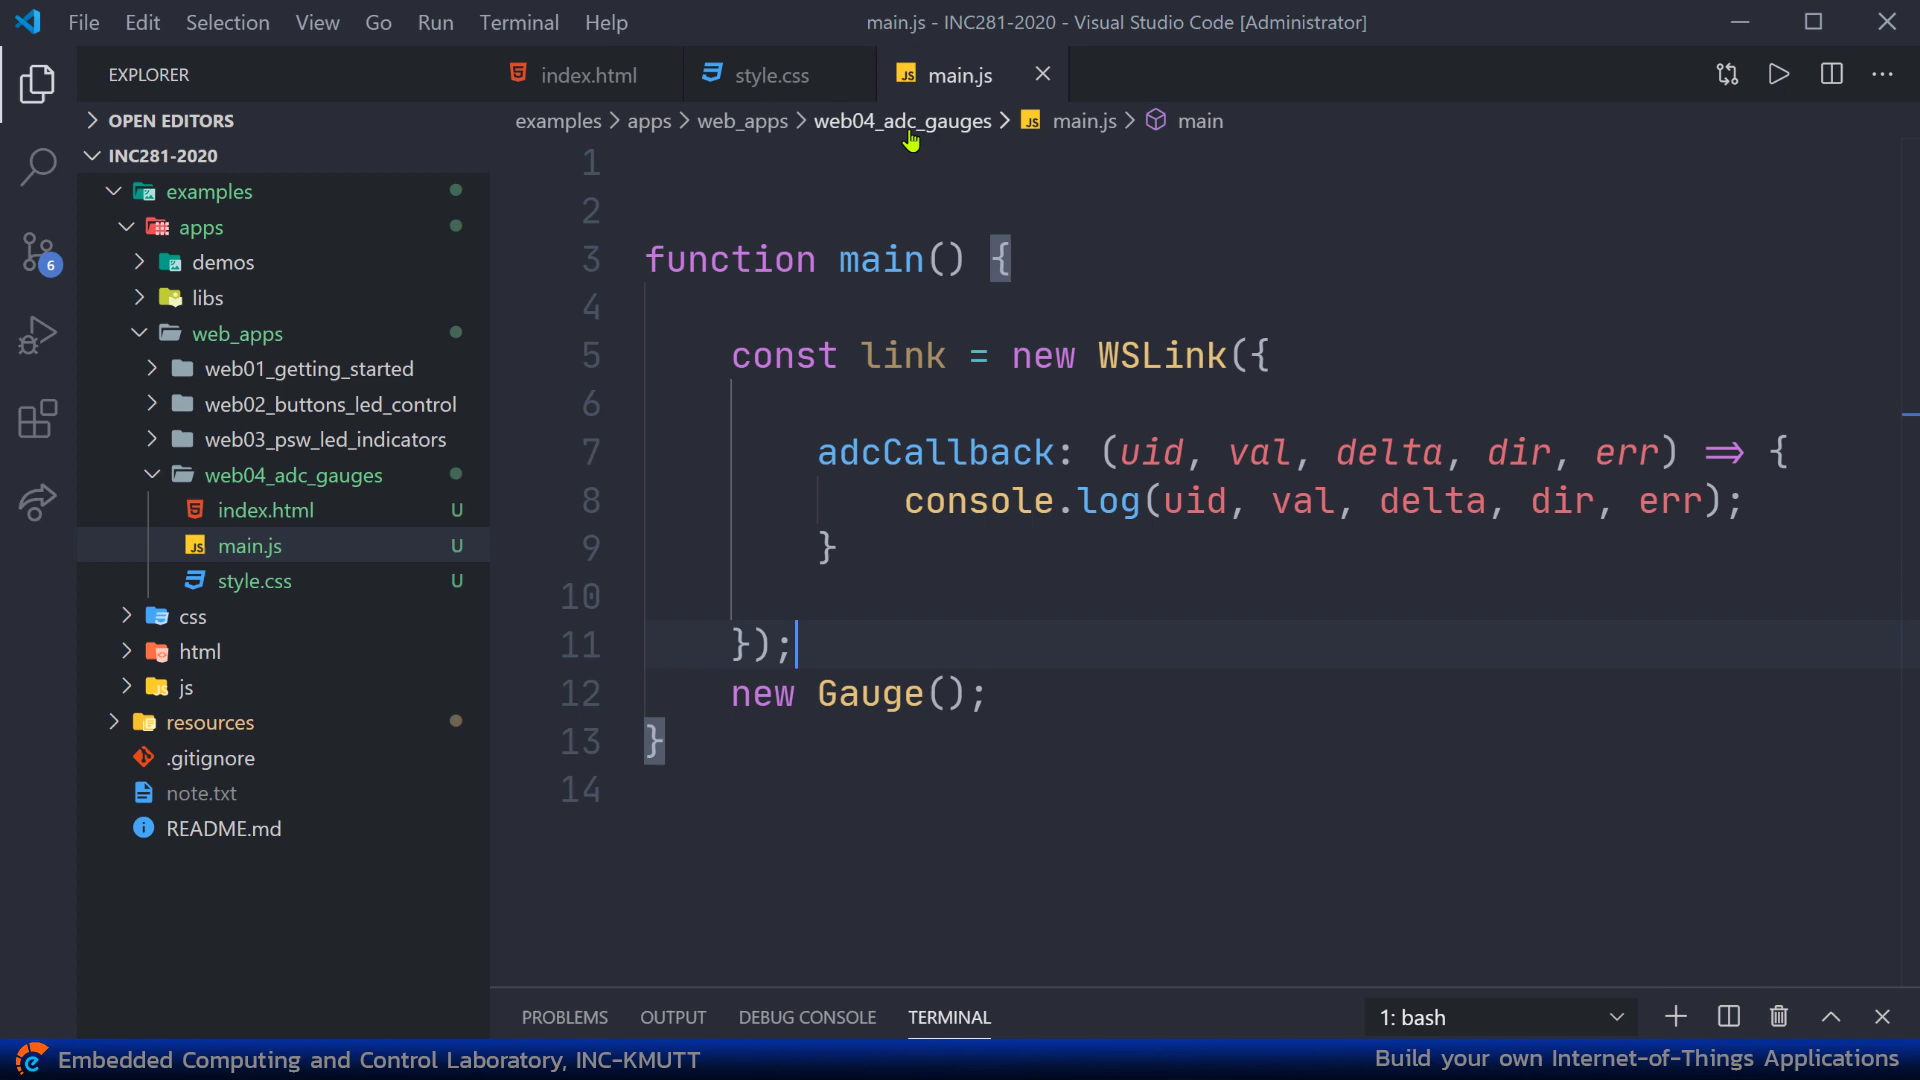 File Edit Selection View Go Run Terminal Help
main.js - INC281-2020 - Visual Studio Code [Administrator]
EXPLORER
index.html
style.css
JS main.js
OPEN EDITORS
examples > apps > web_apps > web04_adc_gauges > JS main.js > main
INC281-2020
examples
apps
demos
libs
web_apps
web01_getting_started
web02_buttons_led_control
web03_psw_led_indicators
web04_adc_gauges
index.html U
JS main.js U
style.css U
css
html
JS js
resources
.gitignore
note.txt
README.md
6
1
2
3 function main() {
4
5 const link = new WSLink({
6
7 adcCallback: (uid, val, delta, dir, err) => {
8 console.log(uid, val, delta, dir, err);
9 }
10
11 });
12 new Gauge();
13 }
14
PROBLEMS OUTPUT DEBUG CONSOLE TERMINAL
1: bash
Embedded Computing and Control Laboratory, INC-KMUTT
Build your own Internet-of-Things Applications